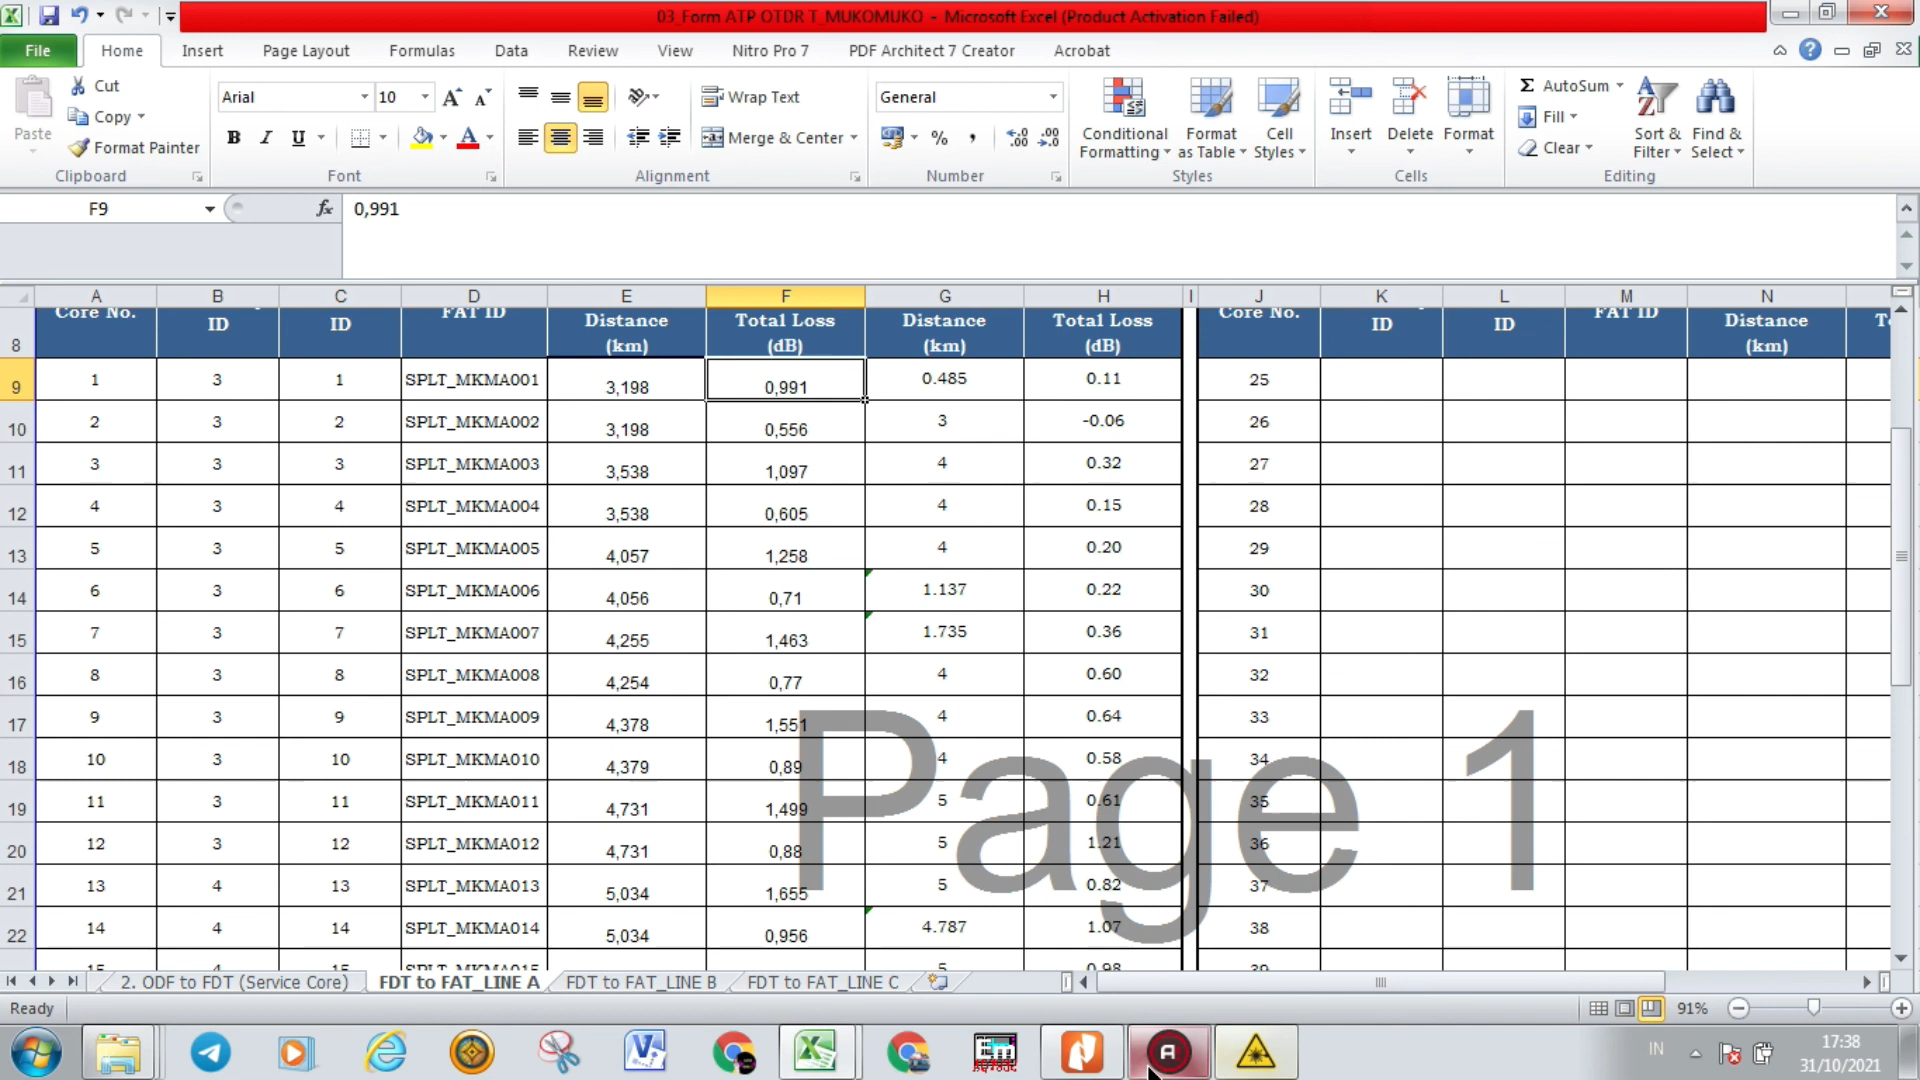 03_Form ATP OTDR T_MUKOMUKO - Microsoft Excel (Product Activation Failed)
File Home Insert Page Layout Formulas Data Review View Nitro Pro 7 PDF Architect 7 Creator Acrobat
Paste
Cut
Copy
Format Painter
Clipboard
Arial 10
B I U
Font
Wrap Text
Merge & Center
Alignment
General
%
Number
Conditional Formatting
Format as Table
Cell Styles
Styles
Insert Delete Format
Cells
AutoSum
Fill
Clear
Sort & Filter
Find & Select
Editing
F9 fx 0,991
A B C D E F G H I J K L M N
8 Core No. ID ID FAT ID Distance (km) Total Loss (dB) Distance (km) Total Loss (dB) Core No. ID ID FAT ID Distance (km)
9 1 3 1 SPLT_MKMA001 3,198 0,991 0.485 0.11 25
10 2 3 2 SPLT_MKMA002 3,198 0,556 3 -0.06 26
11 3 3 3 SPLT_MKMA003 3,538 1,097 4 0.32 27
12 4 3 4 SPLT_MKMA004 3,538 0,605 4 0.15 28
13 5 3 5 SPLT_MKMA005 4,057 1,258 4 0.20 29
14 6 3 6 SPLT_MKMA006 4,056 0,71 1.137 0.22 30
15 7 3 7 SPLT_MKMA007 4,255 1,463 1.735 0.36 31
16 8 3 8 SPLT_MKMA008 4,254 0,77 4 0.60 32
17 9 3 9 SPLT_MKMA009 4,378 1,551 4 0.64 33
18 10 3 10 SPLT_MKMA010 4,379 0,89 4 0.58 34
19 11 3 11 SPLT_MKMA011 4,731 1,499 5 0.61 35
20 12 3 12 SPLT_MKMA012 4,731 0,88 5 1.21 36
21 13 4 13 SPLT_MKMA013 5,034 1,655 5 0.82 37
22 14 4 14 SPLT_MKMA014 5,034 0,956 4.787 1.07 38
15 4 15 SPLT_MKMA015 5 0.98 39
Page 1
2. ODF to FDT (Service Core) FDT to FAT_LINE A FDT to FAT_LINE B FDT to FAT_LINE C
Ready 91%
IN 17:38
31/10/2021